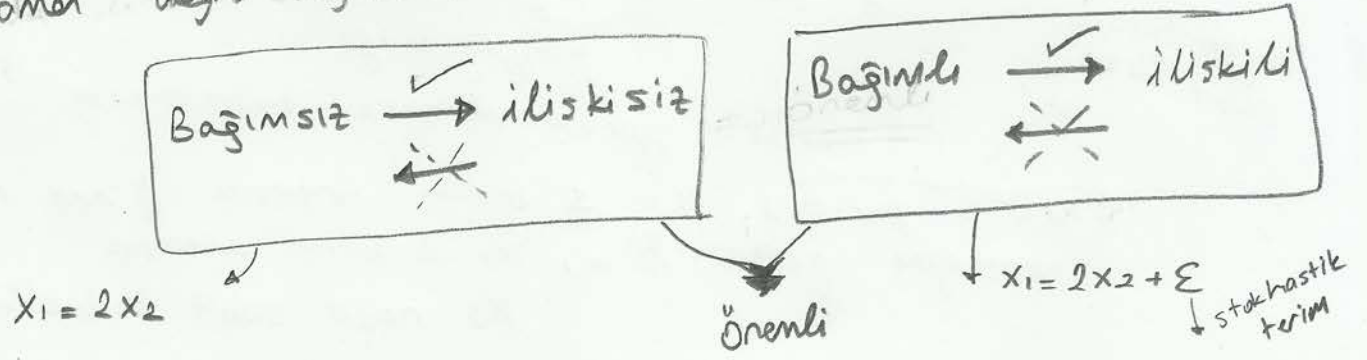 Bağımsız → ilişkisiz
Bağımlı → ilişkili
X1 = 2X2
önemli
X1 = 2X2 + Ɛ
stokhastik
terim